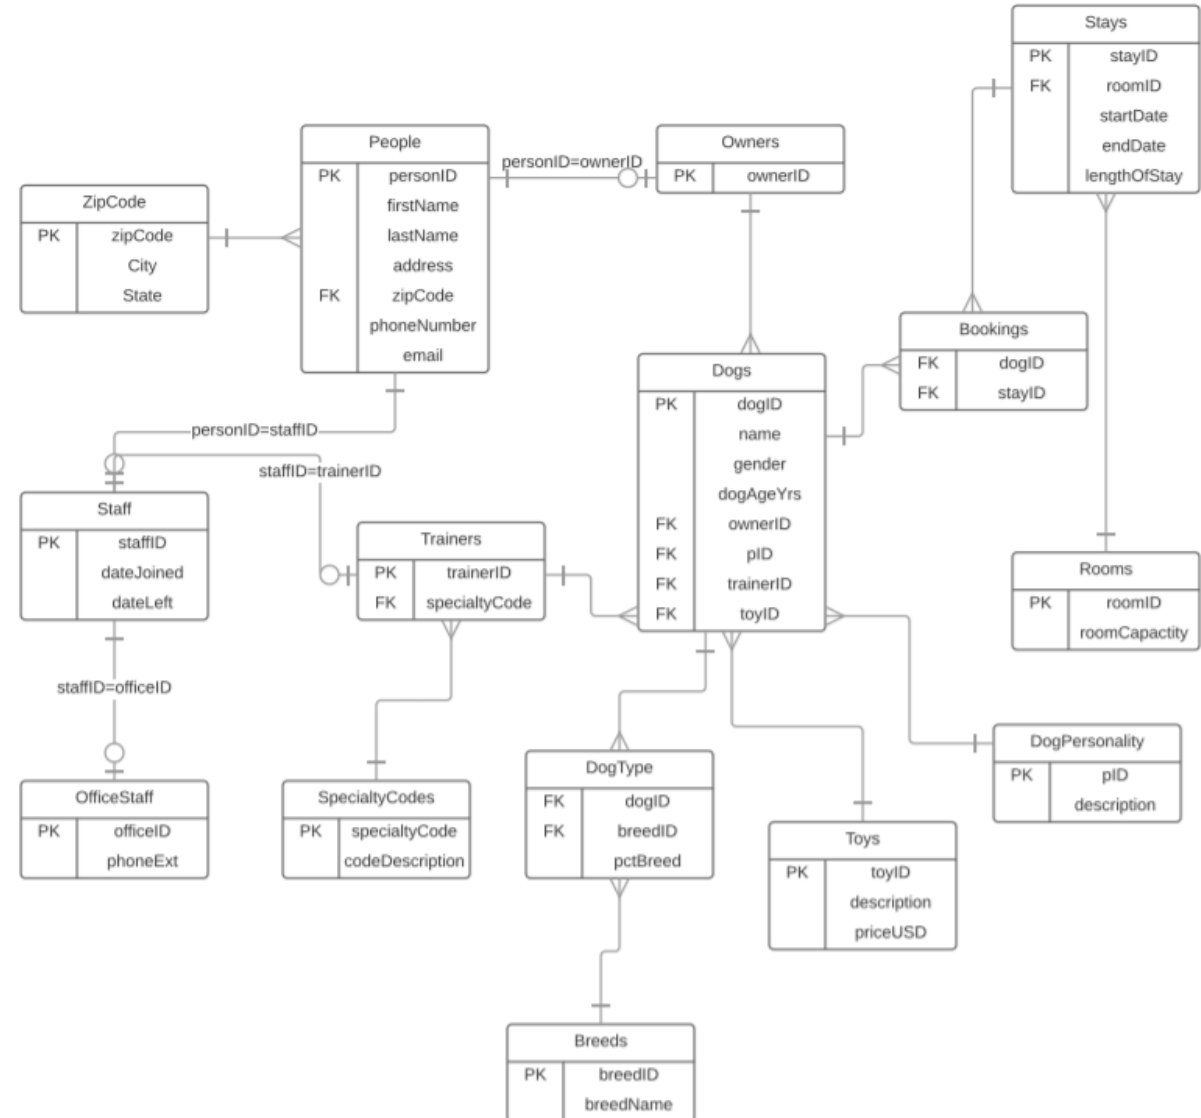 Stays
PK stayID
FK roomID
startDate
endDate
lengthOfStay
People
PK personID
firstName
lastName
address
FK zipCode
phoneNumber
email
personID=ownerID
Owners
PK ownerID
ZipCode
PK zipCode
City
State
Bookings
FK dogID
FK stayID
Dogs
PK dogID
name
gender
dogAgeYrs
FK ownerID
FK pID
FK trainerID
FK toyID
personID=staffID
staffID=trainerID
Staff
PK staffID
dateJoined
dateLeft
Trainers
PK trainerID
FK specialtyCode
Rooms
PK roomID
roomCapactity
staffID=officeID
OfficeStaff
PK officeID
phoneExt
SpecialtyCodes
PK specialtyCode
codeDescription
DogType
FK dogID
FK breedID
pctBreed
DogPersonality
PK pID
description
Toys
PK toyID
description
priceUSD
Breeds
PK breedID
breedName